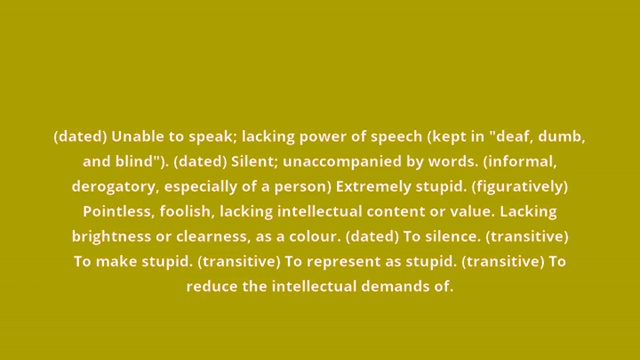 (dated) Unable to speak; lacking power of speech (kept in "deaf, dumb,
and blind"). (dated) Silent; unaccompanied by words. (informal,
derogatory, especially of a person) Extremely stupid. (figuratively)
Pointless, foolish, lacking intellectual content or value. Lacking
brightness or clearness, as a colour. (dated) To silence. (transitive)
To make stupid. (transitive) To represent as stupid. (transitive) To
reduce the intellectual demands of.